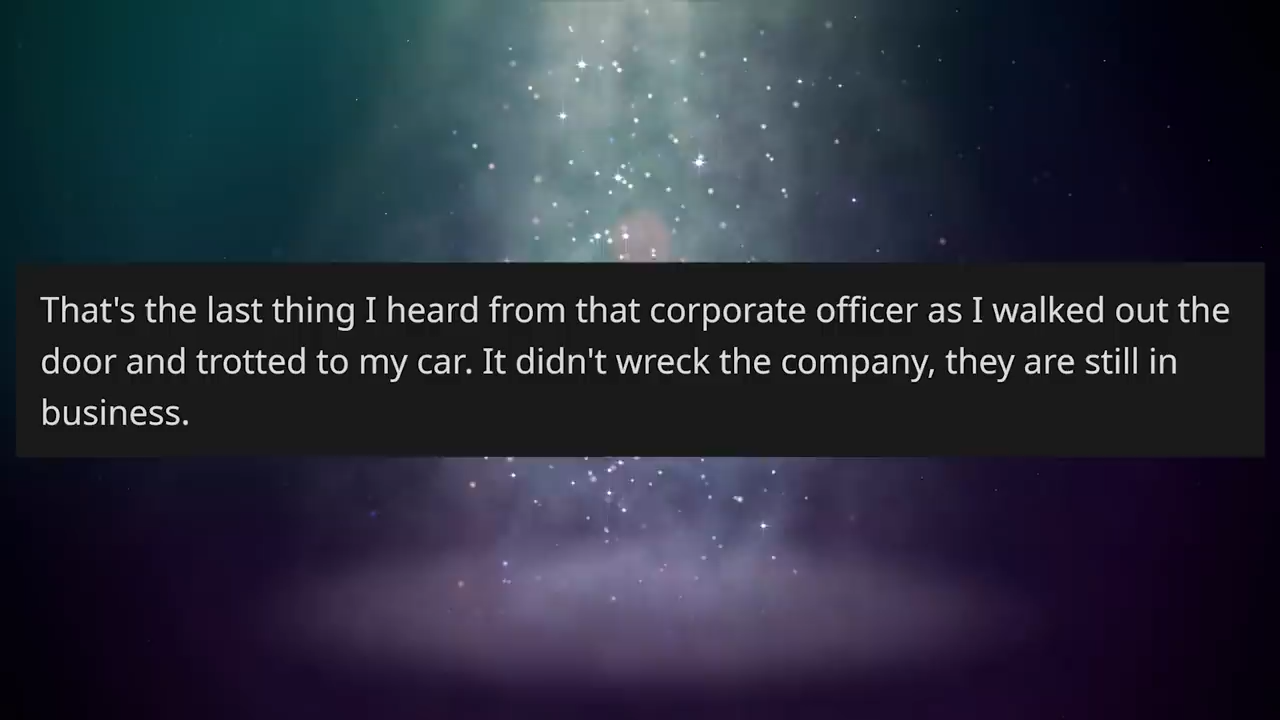 That's the last thing I heard from that corporate officer as I walked out the
door and trotted to my car. It didn't wreck the company, they are still in
business.